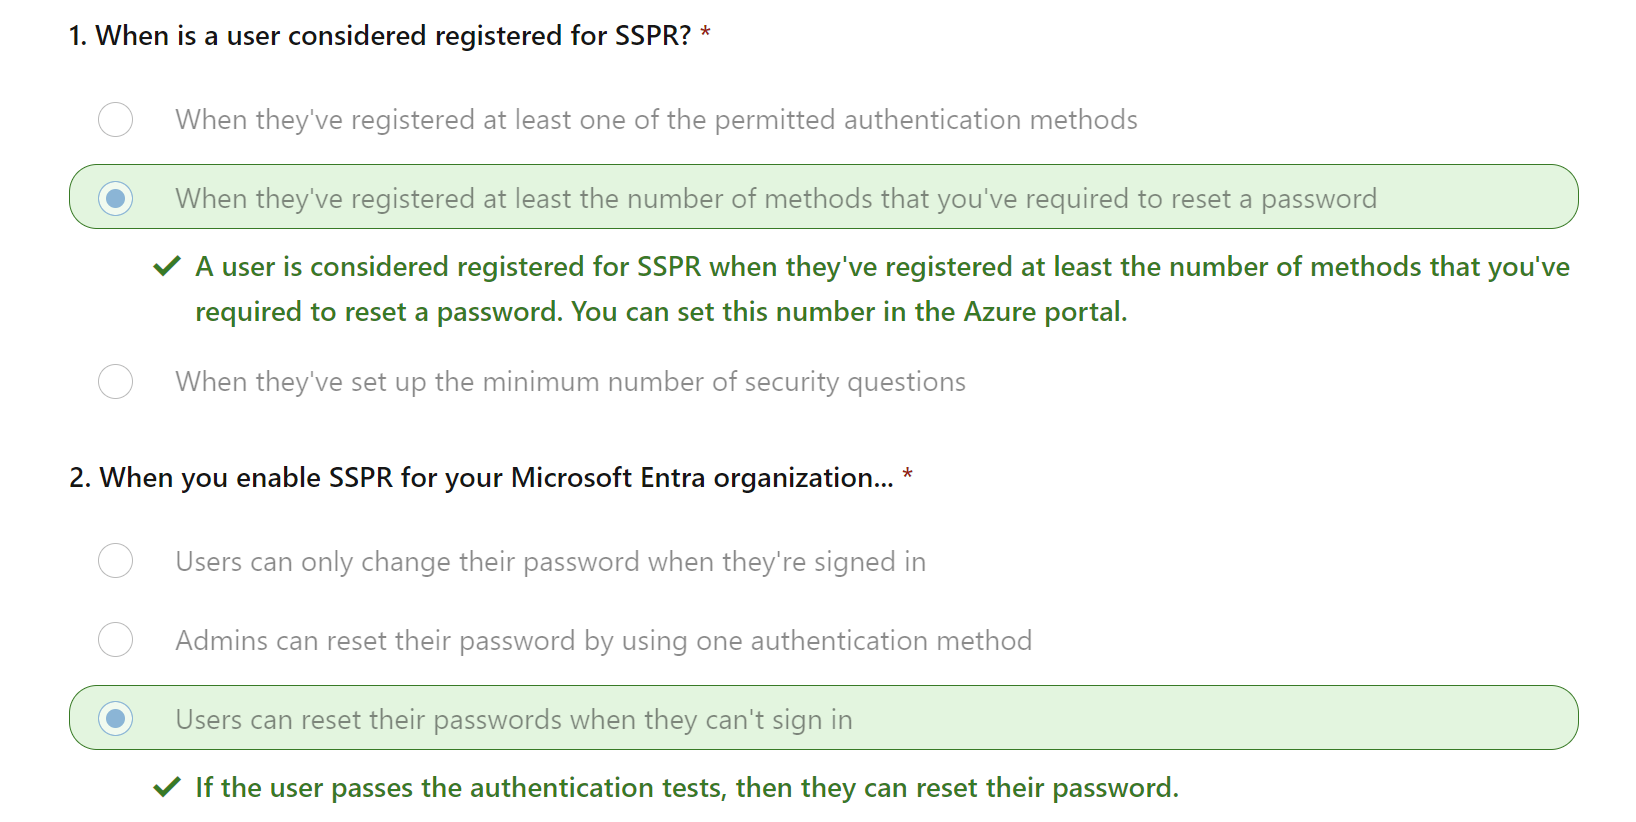 1. When is a user considered registered for SSPR? *
When they've registered at least one of the permitted authentication methods
When they've registered at least the number of methods that you've required to reset a password
A user is considered registered for SSPR when they've registered at least the number of methods that you've
required to reset a password. You can set this number in the Azure portal.
When they've set up the minimum number of security questions
2. When you enable SSPR for your Microsoft Entra organization... *
Users can only change their password when they're signed in
Admins can reset their password by using one authentication method
Users can reset their passwords when they can't sign in
If the user passes the authentication tests, then they can reset their password.